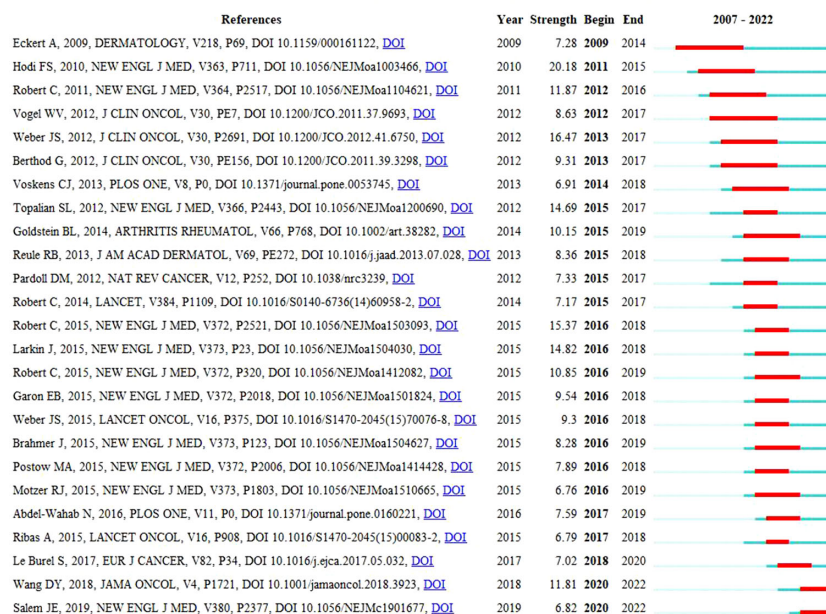 References Year Strength Begin End 2007 - 2022
Eckert A, 2009, DERMATOLOGY, V218, P69, DOI 10.1159/000161122, DOI 2009 7.28 2009 2014
Hodi FS, 2010, NEW ENGL J MED, V363, P711, DOI 10.1056/NEJMoa1003466, DOI 2010 20.18 2011 2015
Robert C, 2011, NEW ENGL J MED, V364, P2517, DOI 10.1056/NEJMoa1104621, DOI 2011 11.87 2012 2016
Vogel WV, 2012, J CLIN ONCOL, V30, PE7, DOI 10.1200/JCO.2011.37.9693, DOI 2012 8.63 2012 2017
Weber JS, 2012, J CLIN ONCOL, V30, P2691, DOI 10.1200/JCO.2012.41.6750, DOI 2012 16.47 2013 2017
Berthod G, 2012, J CLIN ONCOL, V30, PE156, DOI 10.1200/JCO.2011.39.3298, DOI 2012 9.31 2013 2017
Voskens CJ, 2013, PLOS ONE, V8, P0, DOI 10.1371/journal.pone.0053745, DOI 2013 6.91 2014 2018
Topalian SL, 2012, NEW ENGL J MED, V366, P2443, DOI 10.1056/NEJMoa1200690, DOI 2012 14.69 2015 2017
Goldstein BL, 2014, ARTHRITIS RHEUMATOL, V66, P768, DOI 10.1002/art.38282, DOI 2014 10.15 2015 2019
Reule RB, 2013, J AM ACAD DERMATOL, V69, PE272, DOI 10.1016/j.jaad.2013.07.028, DOI 2013 8.36 2015 2018
Pardoll DM, 2012, NAT REV CANCER, V12, P252, DOI 10.1038/nrc3239, DOI 2012 7.33 2015 2017
Robert C, 2014, LANCET, V384, P1109, DOI 10.1016/S0140-6736(14)60958-2, DOI 2014 7.17 2015 2017
Robert C, 2015, NEW ENGL J MED, V372, P2521, DOI 10.1056/NEJMoa1503093, DOI 2015 15.37 2016 2018
Larkin J, 2015, NEW ENGL J MED, V373, P23, DOI 10.1056/NEJMoa1504030, DOI 2015 14.82 2016 2018
Robert C, 2015, NEW ENGL J MED, V372, P320, DOI 10.1056/NEJMoa1412082, DOI 2015 10.85 2016 2019
Garon EB, 2015, NEW ENGL J MED, V372, P2018, DOI 10.1056/NEJMoa1501824, DOI 2015 9.54 2016 2018
Weber JS, 2015, LANCET ONCOL, V16, P375, DOI 10.1016/S1470-2045(15)70076-8, DOI 2015 9.3 2016 2018
Brahmer J, 2015, NEW ENGL J MED, V373, P123, DOI 10.1056/NEJMoa1504627, DOI 2015 8.28 2016 2019
Postow MA, 2015, NEW ENGL J MED, V372, P2006, DOI 10.1056/NEJMoa1414428, DOI 2015 7.89 2016 2018
Motzer RJ, 2015, NEW ENGL J MED, V373, P1803, DOI 10.1056/NEJMoa1510665, DOI 2015 6.76 2016 2019
Abdel-Wahab N, 2016, PLOS ONE, V11, P0, DOI 10.1371/journal.pone.0160221, DOI 2016 7.59 2017 2019
Ribas A, 2015, LANCET ONCOL, V16, P908, DOI 10.1016/S1470-2045(15)00083-2, DOI 2015 6.79 2017 2018
Le Burel S, 2017, EUR J CANCER, V82, P34, DOI 10.1016/j.ejca.2017.05.032, DOI 2017 7.02 2018 2020
Wang DY, 2018, JAMA ONCOL, V4, P1721, DOI 10.1001/jamaoncol.2018.3923, DOI 2018 11.81 2020 2022
Salem JE, 2019, NEW ENGL J MED, V380, P2377, DOI 10.1056/NEJMc1901677, DOI 2019 6.82 2020 2022